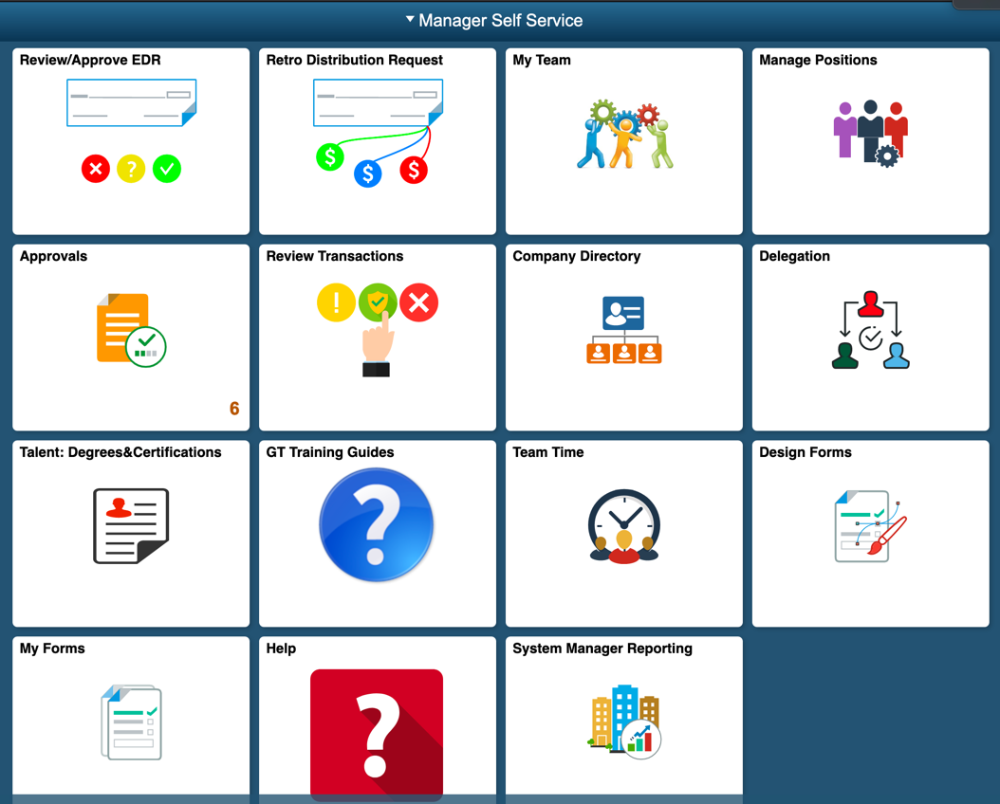 Manager Self Service
Review/Approve EDR
Retro Distribution Request
My Team
Manage Positions
Approvals
Review Transactions
Company Directory
Delegation
6
Talent: Degrees&Certifications
GT Training Guides
Team Time
Design Forms
My Forms
Help
System Manager Reporting